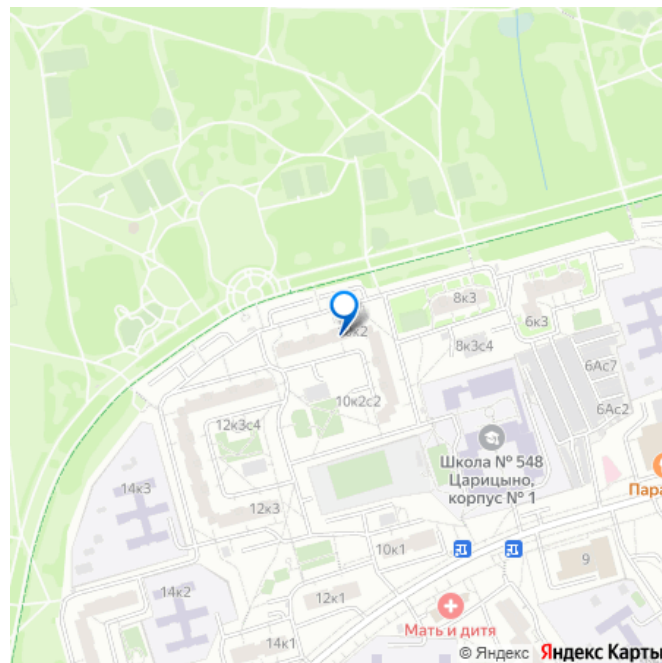 8к3
6к3
8к3с4
6Ас7
10к2с2
6Ас2
12к3с4
Школа № 548
Царицыно,
корпус № 1
Пара
14к3
12к3
10к1
9
14к2
12к1
Мать и дитя
14к1
© Яндекс Яндекс Карты